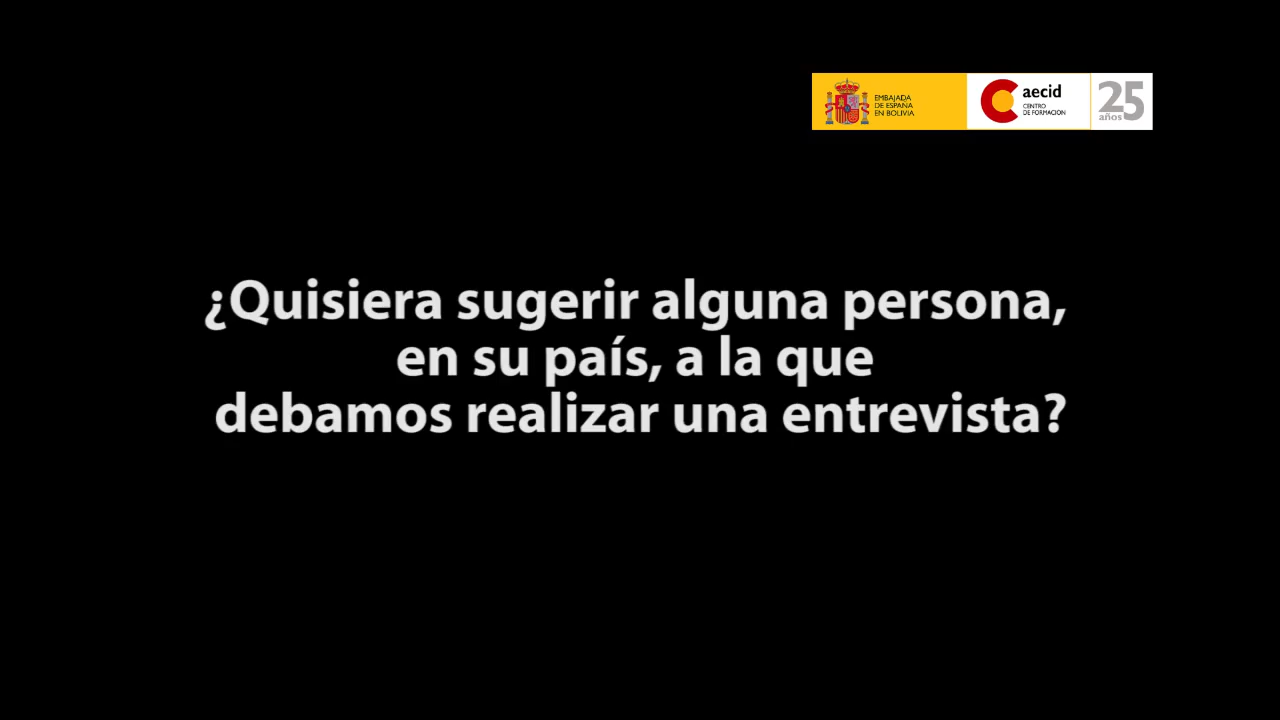 EMBAJADA
DE ESPAÑA
EN BOLIVIA
aecid
CENTRO
DE FORMACION
25
años
¿Quisiera sugerir alguna persona,
en su país, a la que
debamos realizar una entrevista?